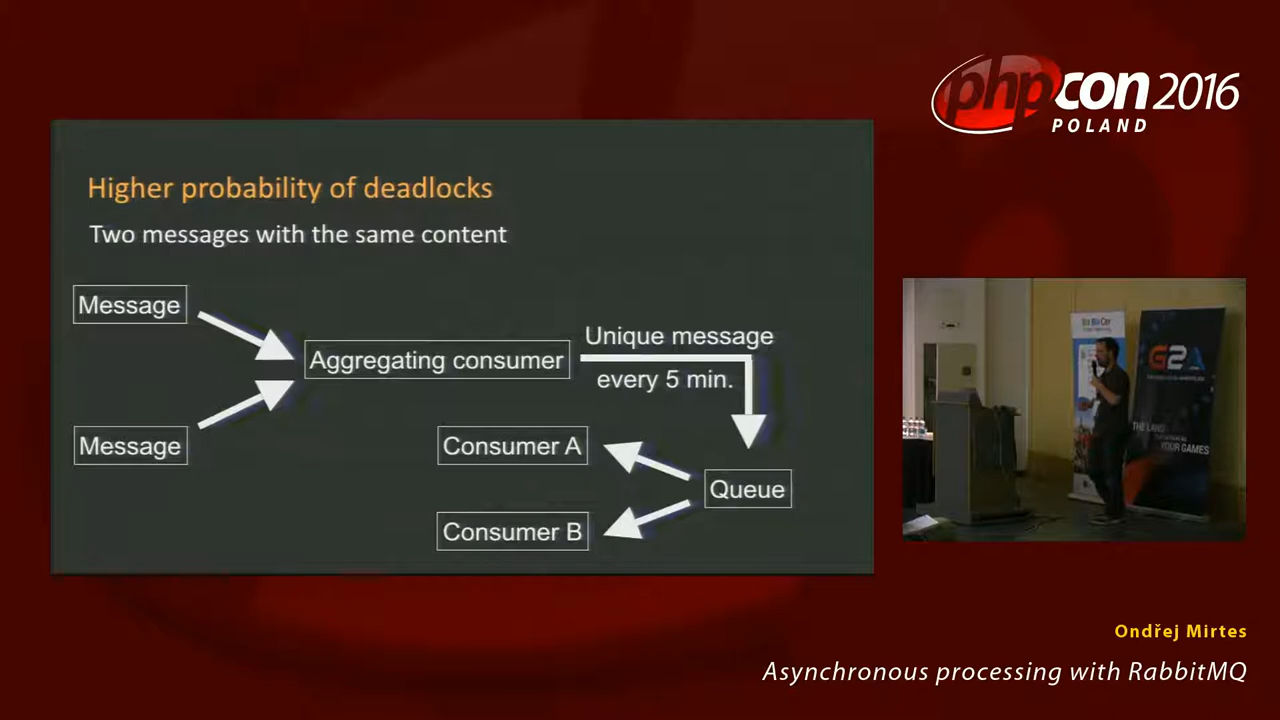 phpcon 2016
POLAND
Higher probability of deadlocks
Two messages with the same content
Message
Aggregating consumer
Unique message
every 5 min.
Message
Consumer A
Queue
Consumer B
G2A
THE LAND
YOUR GAMES
Ondřej Mirtes
Asynchronous processing with RabbitMQ